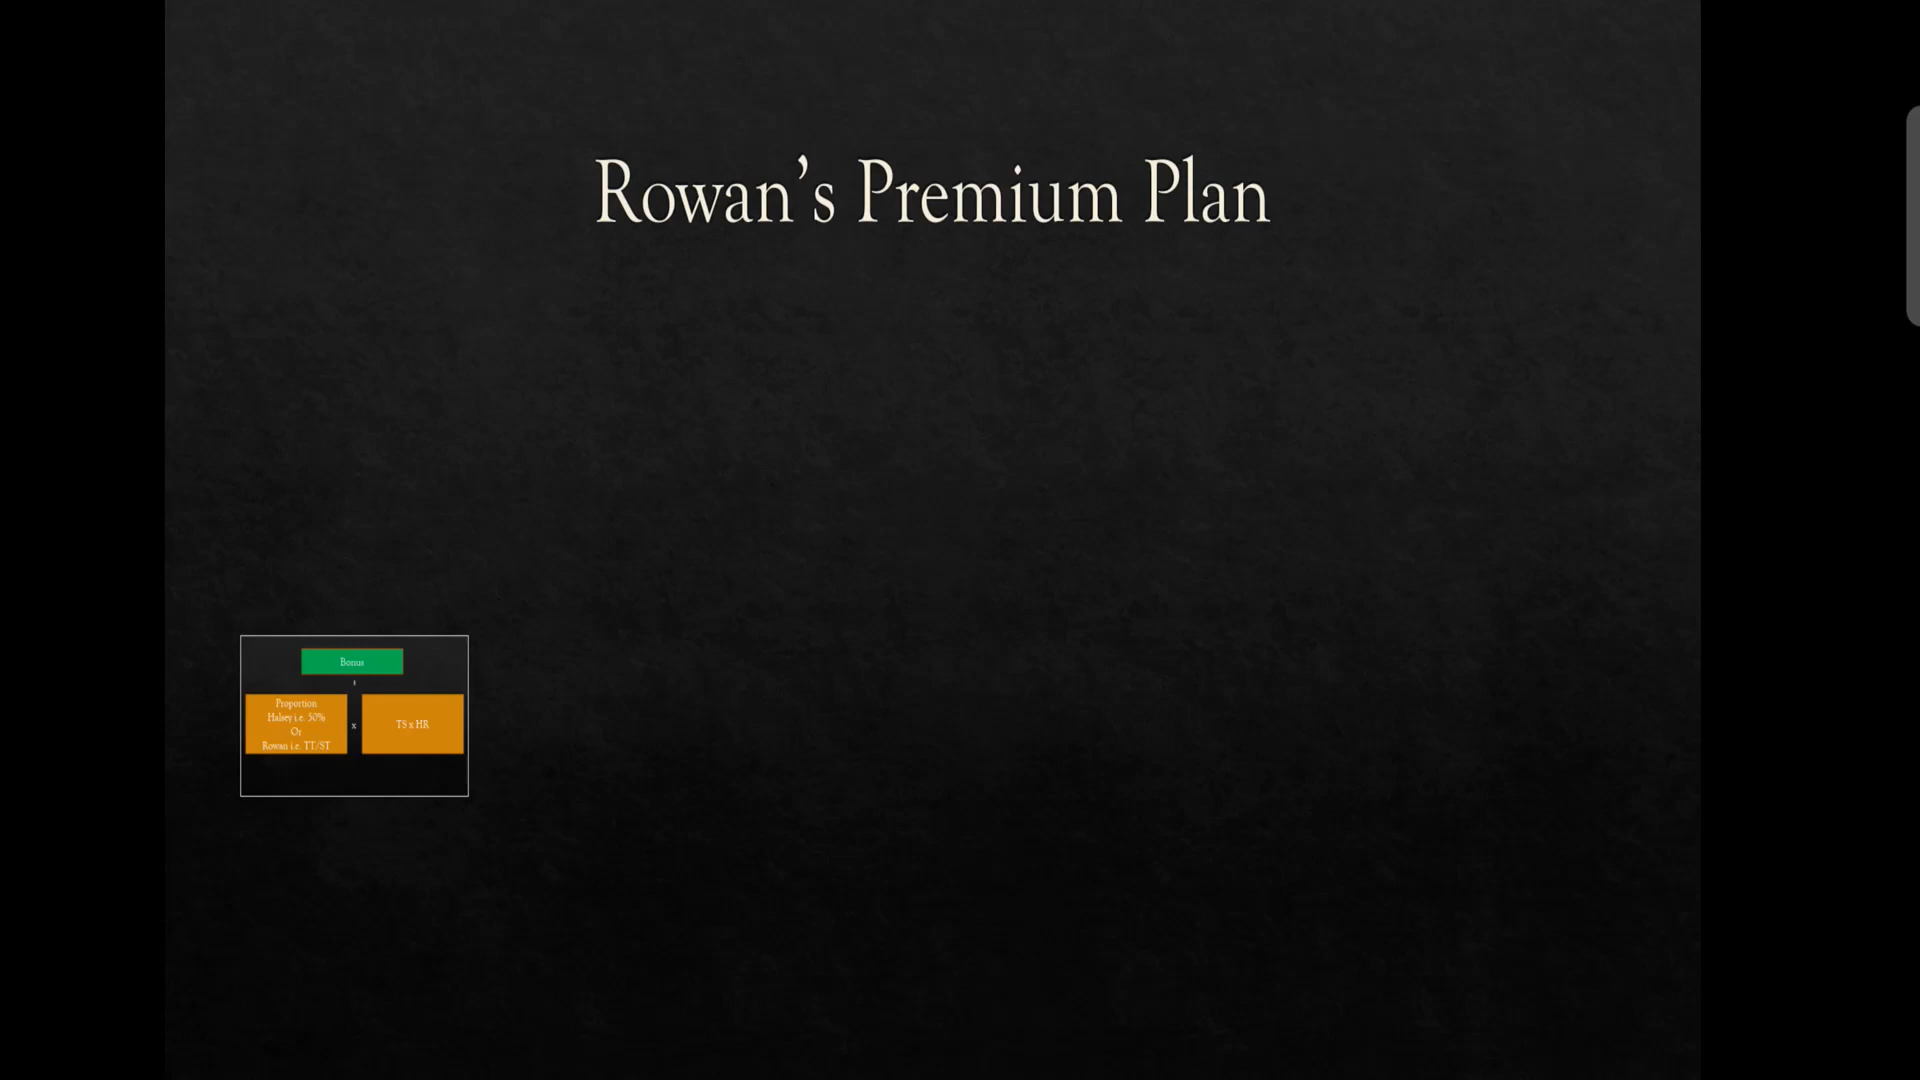 Rowan’s Premium Plan
Bonus
Proportion
Halsey i.e. 50%
Or
Rowan i.e. TT/ST
x
TS x HR